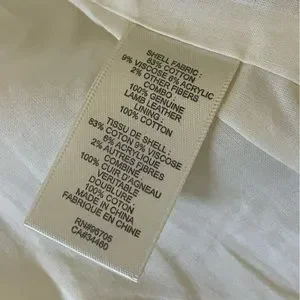 SHELL FABRIC :
83% COTTON
9% VISCOSE 6% ACRYLIC
2% OTHER FIBERS
COMBO :
100% GENUINE
LAMB LEATHER
LINING :
100% COTTON
TISSU DE SHELL :
83% COTON 9% VISCOSE
6% ACRYLIQUE
2% AUTRES FIBRES
COMBINÉ :
100% CUIR D'AGNEAU
VERITABLE
DOUBLURE :
100% COTON
MADE IN CHINA
FABRIQUE EN CHINE
RN#96705
CA#34460